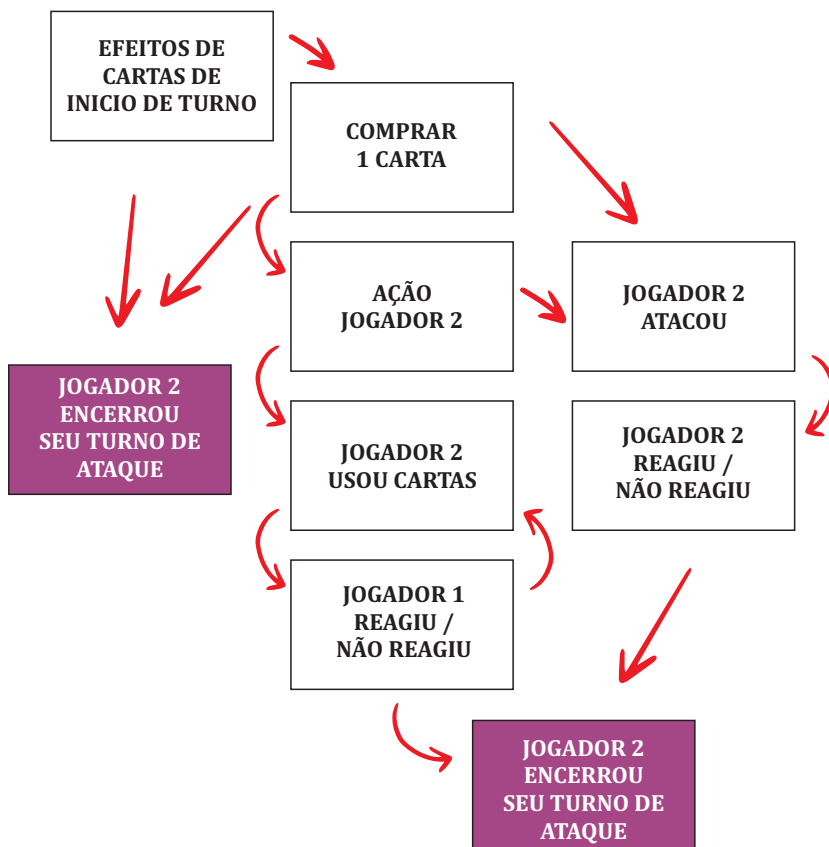 EFEITOS DE
CARTAS DE
INICIO DE TURNO
COMPRAR
1 CARTA
AÇÃO
JOGADOR 2
JOGADOR 2
ATACOU
JOGADOR 2
ENCERROU
SEU TURNO DE
ATAQUE
JOGADOR 2
USOU CARTAS
JOGADOR 2
REAGIU /
NÃO REAGIU
JOGADOR 1
REAGIU /
NÃO REAGIU
JOGADOR 2
ENCERROU
SEU TURNO DE
ATAQUE